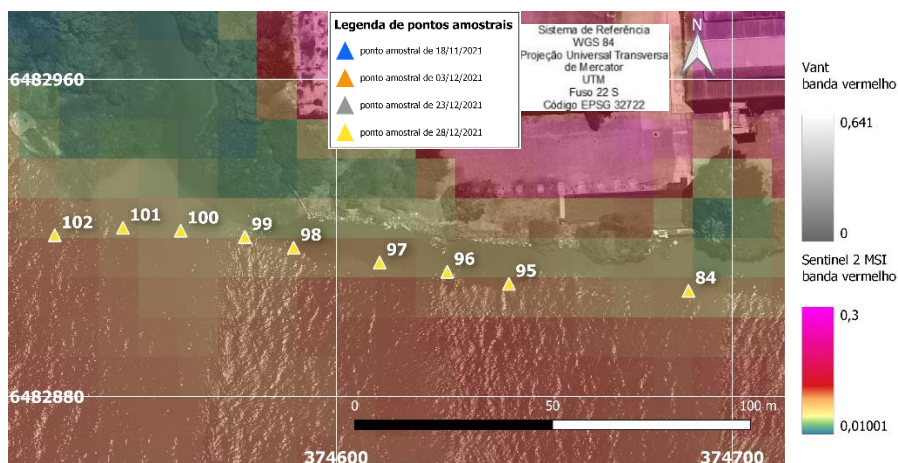 Legenda de pontos amostrais
ponto amostral de 18/11/2021
ponto amostral de 03/12/2021
ponto amostral de 23/12/2021
ponto amostral de 28/12/2021
Sistema de Referência
WGS 84
Projeção Universal Transversa
de Mercator
UTM
Fuso 22 S
Código EPSG 32722
N
6482960
102
101
100
99
98
97
96
95
84
6482880
0
50
100 m
374600
374700
Vant
banda vermelho
0,641
0
Sentinel 2 MSI
banda vermelho
0,3
0,01001